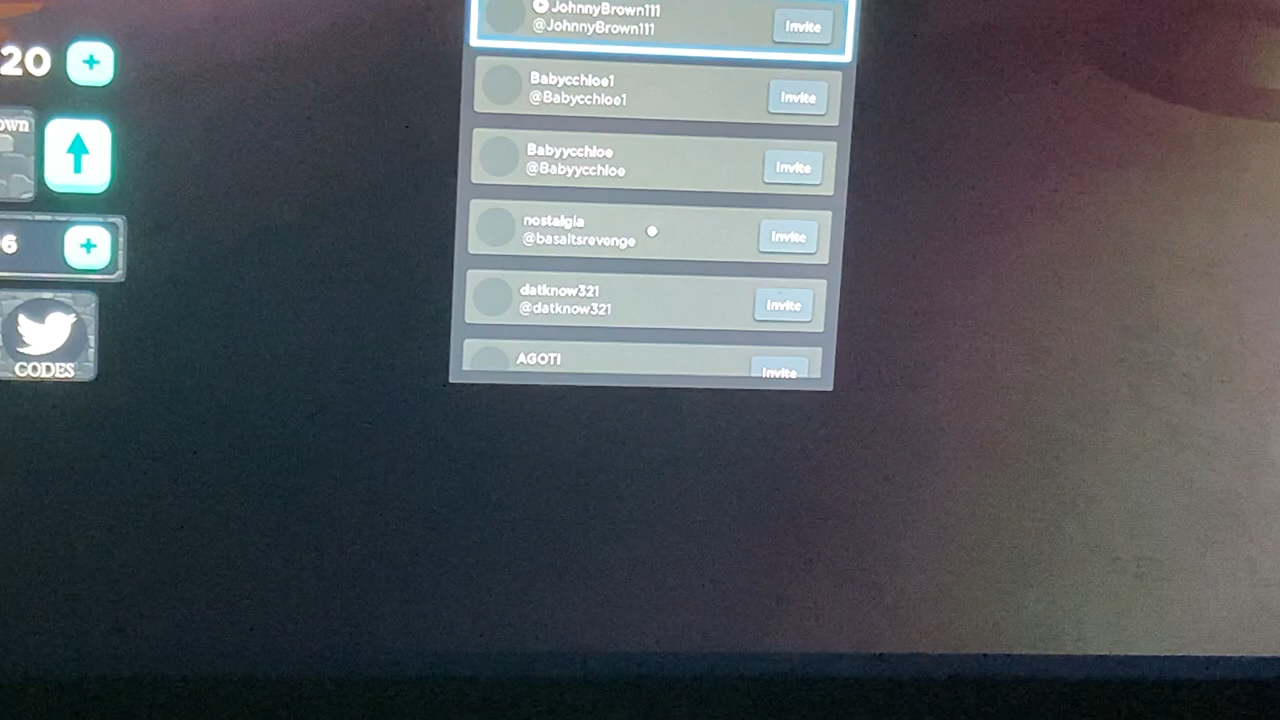 JohnnyBrown111
@JohnnyBrown111
Invite
Babycchloe1
@Babycchloe1
Invite
Babyycchloe
@Babyycchloe
Invite
nostalgia
@basaltsrevenge
Invite
datknow321
@datknow321
Invite
AGOTI
Invite
20
+
own
6
+
CODES